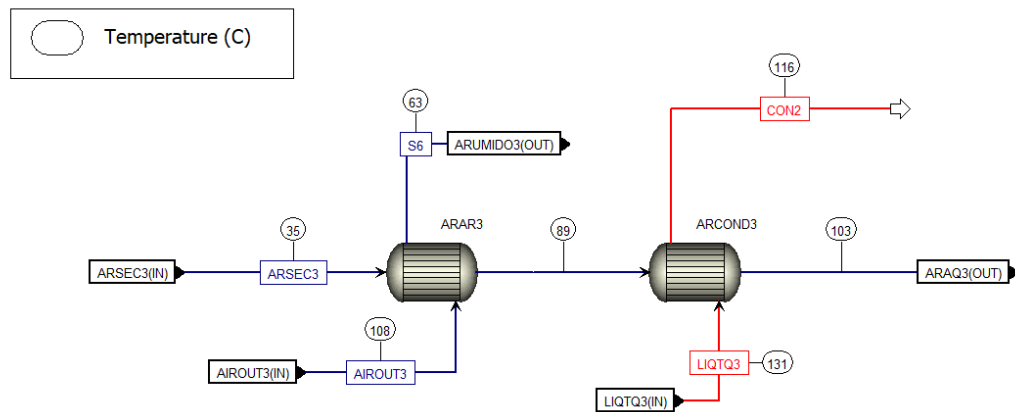 Temperature (C)
116
63
CON2
S6
ARUMIDO3(OUT)
35
ARAR3
89
ARCOND3
103
ARSEC3(IN)
ARSEC3
ARAQ3(OUT)
108
AIROUT3(IN)
AIROUT3
LIQTQ3
131
LIQTQ3(IN)